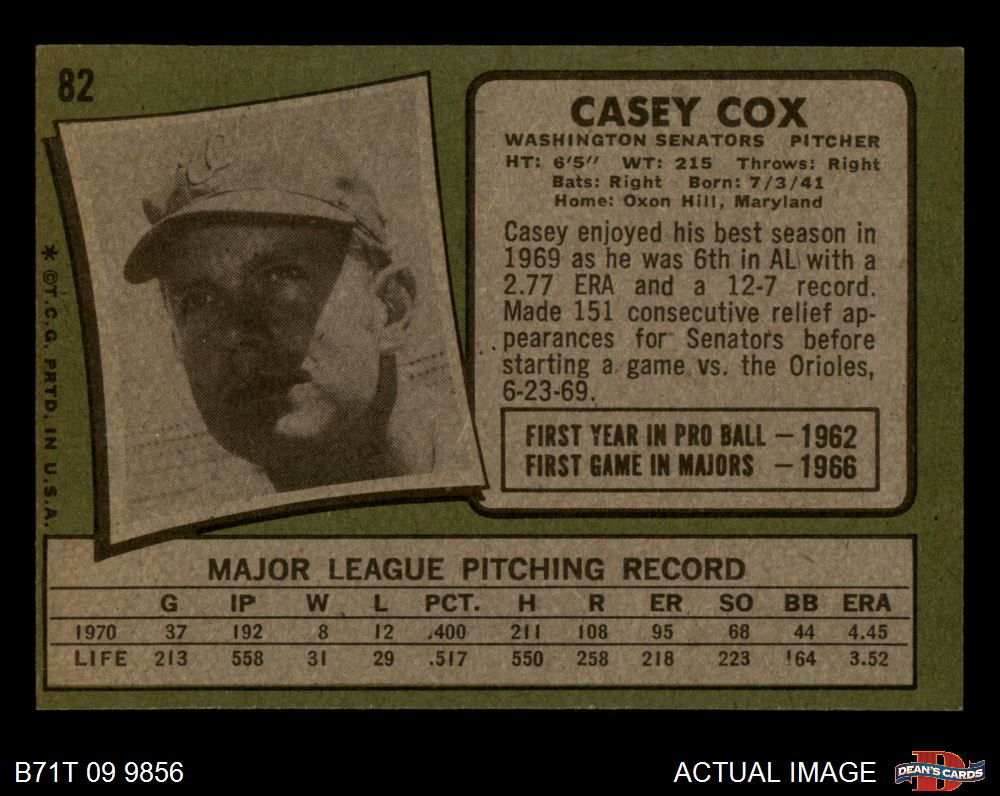 82
CASEY COX
WASHINGTON SENATORS PITCHER
HT: 6'5" WT: 215 Throws: Right
Bats: Right Born: 7/3/41
Home: Oxon Hill, Maryland
Casey enjoyed his best season in
1969 as he was 6th in AL with a
2.77 ERA and a 12-7 record.
Made 151 consecutive relief ap-
pearances for Senators before
starting a game vs. the Orioles,
6-23-69.
FIRST YEAR IN PRO BALL — 1962
FIRST GAME IN MAJORS — 1966
* ©T.C.G. PRTD. IN U.S.A.
MAJOR LEAGUE PITCHING RECORD
G IP W L PCT. H R ER SO BB ERA
1970 37 192 8 12 .400 211 108 95 68 44 4.45
LIFE 213 558 31 29 .517 550 258 218 223 164 3.52
B71T 09 9856
ACTUAL IMAGE
D
DEAN'S CARDS